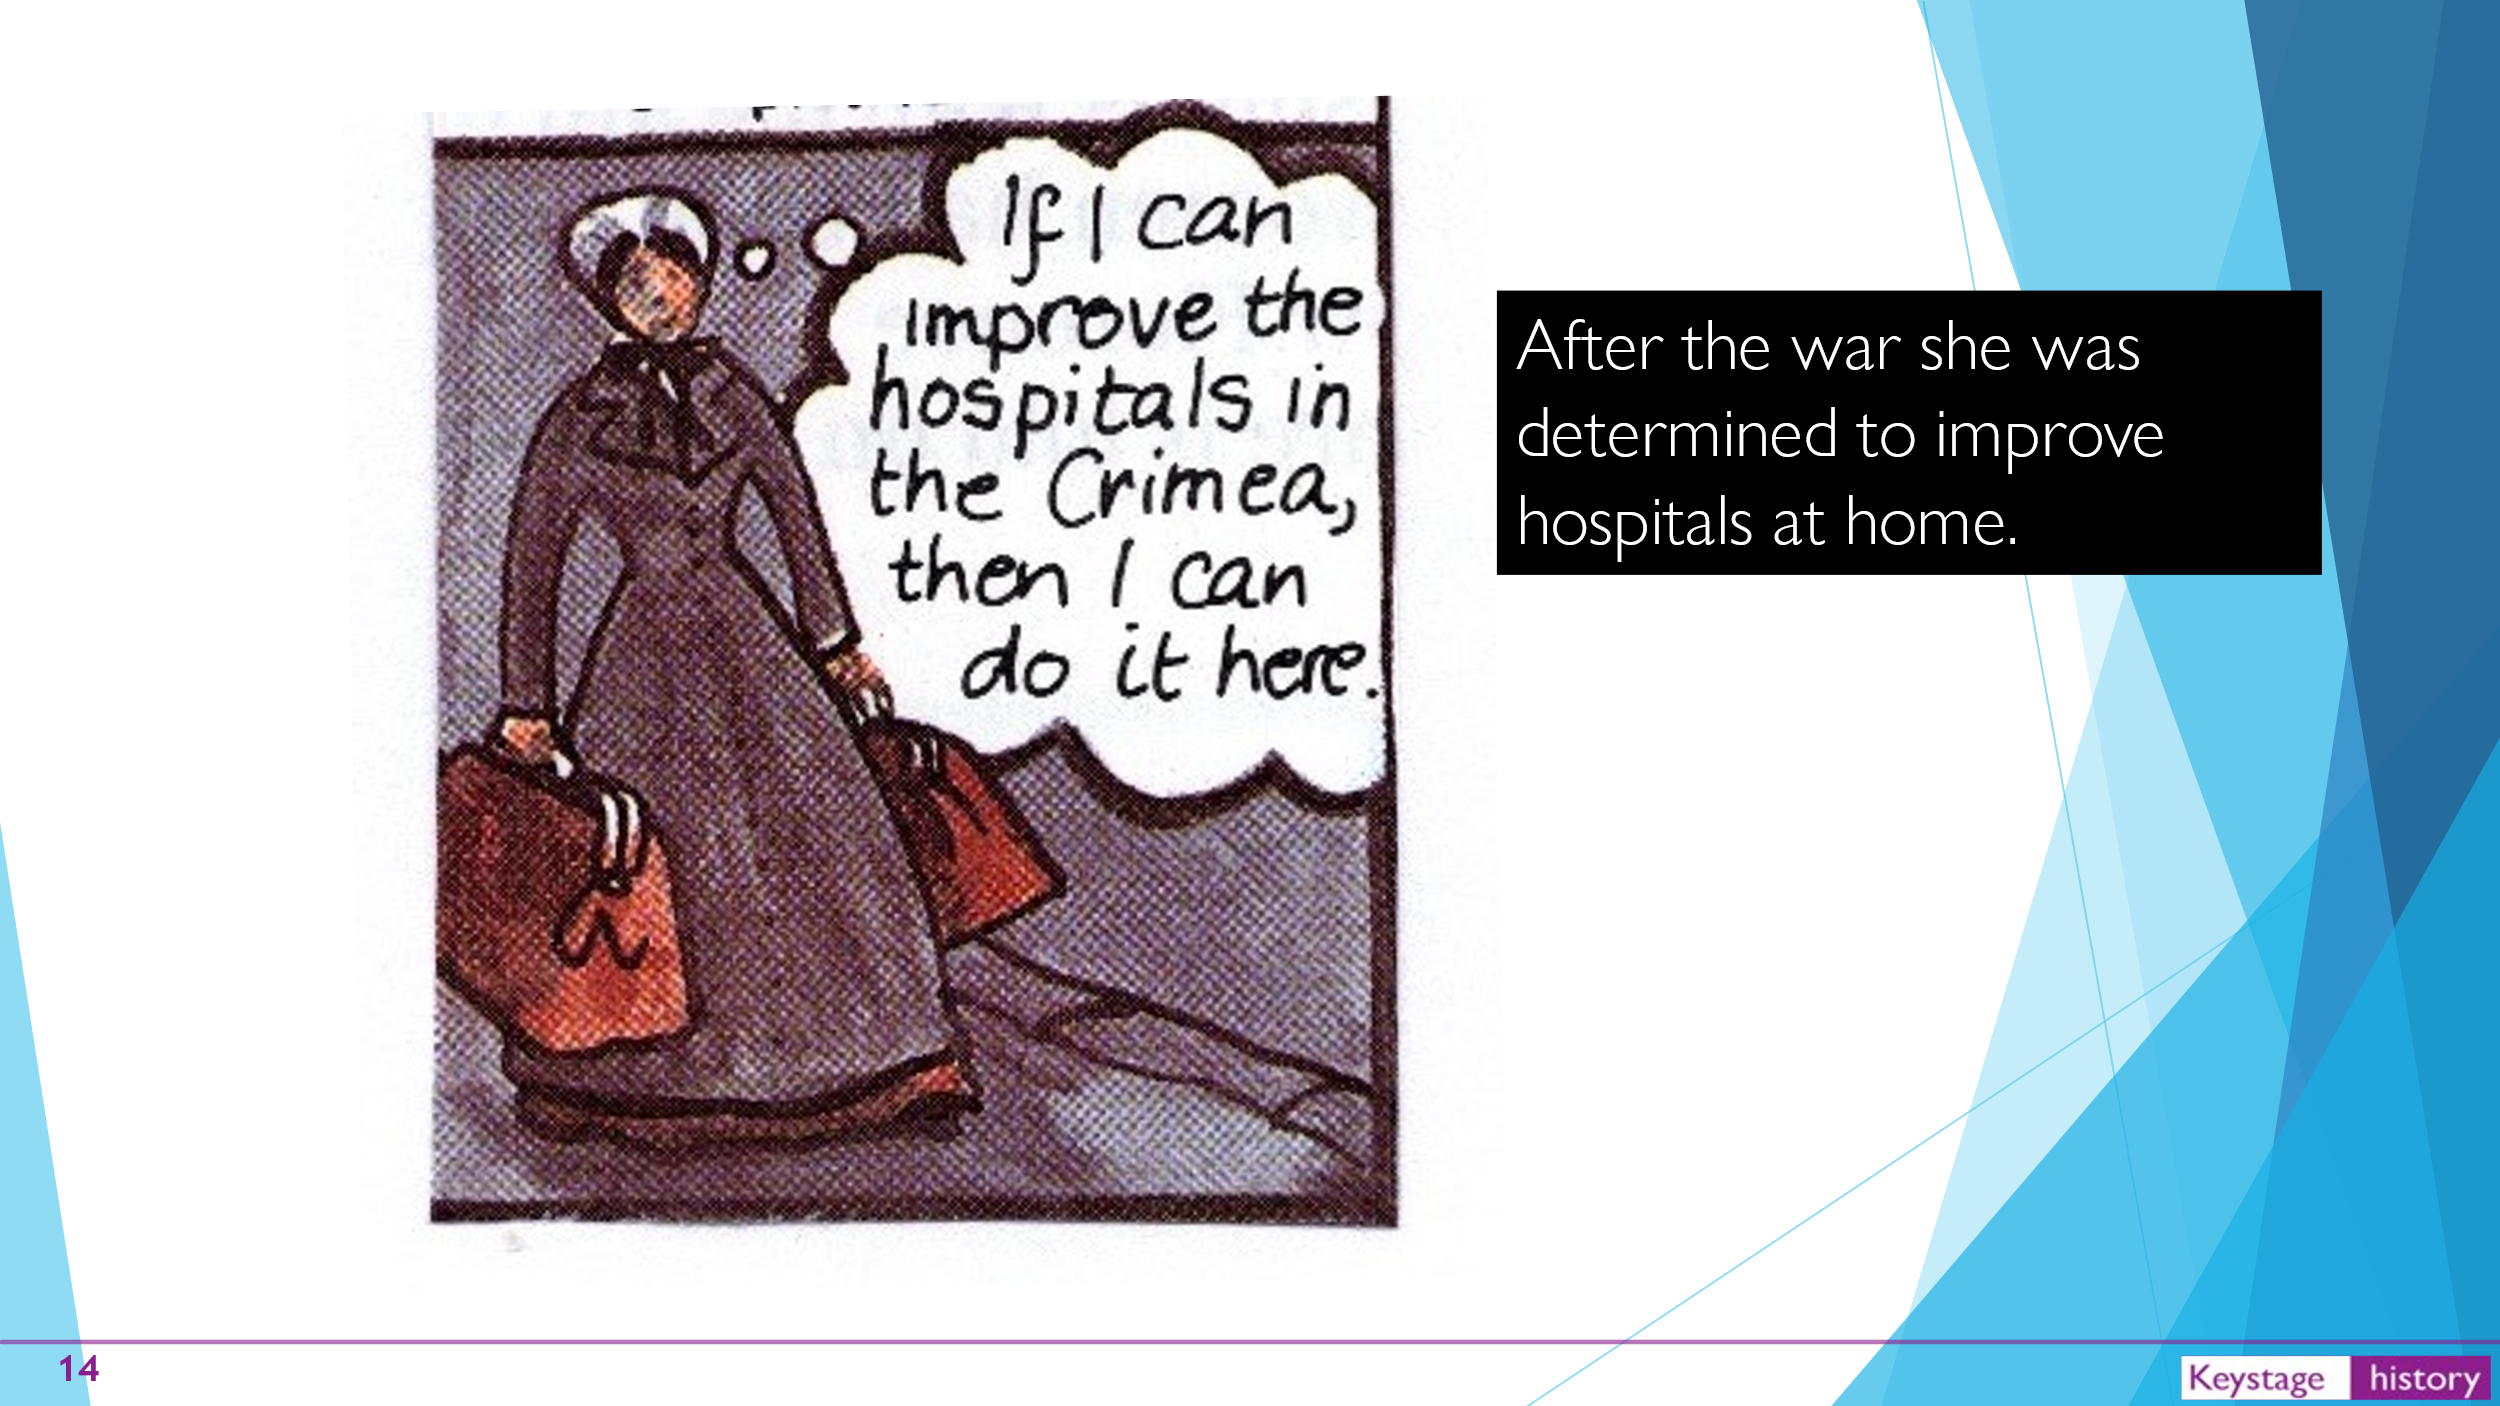 If I can
improve the
hospitals in
the Crimea,
then I can
do it here.
After the war she was
determined to improve
hospitals at home.
14
Keystage history